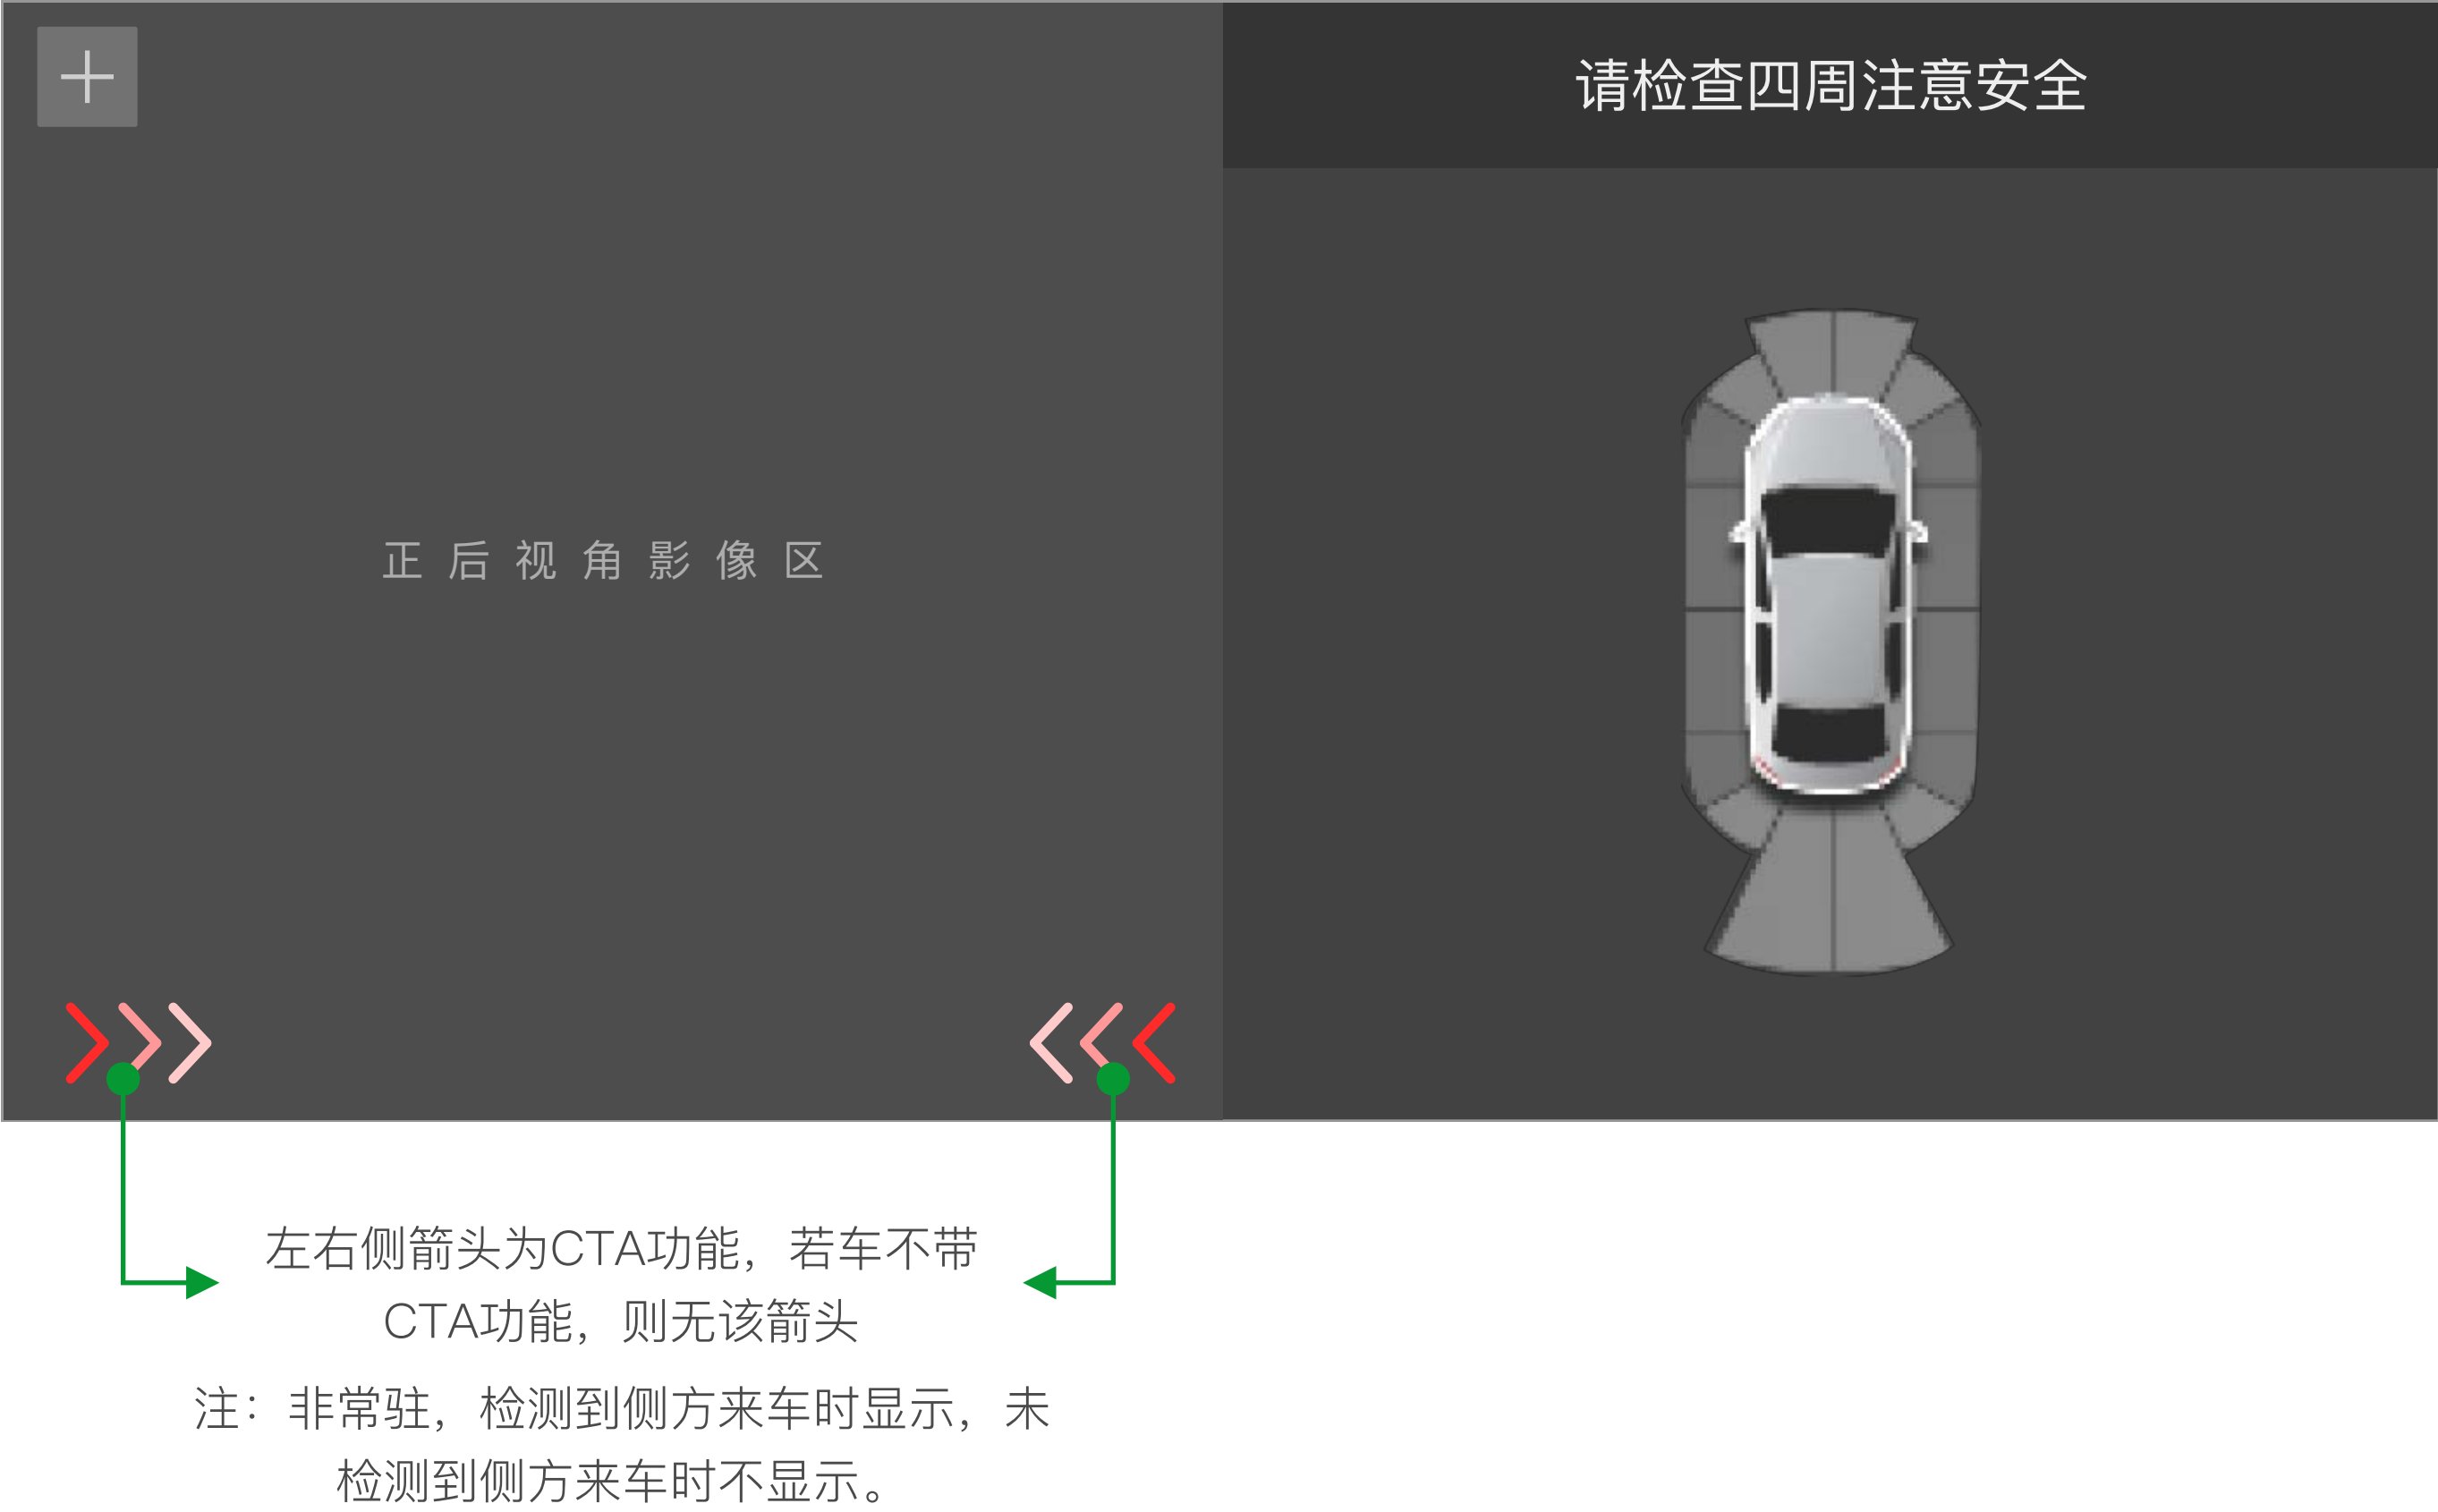 请检查四周注意安全
正后视角影像区
左右侧箭头为CTA功能，若车不带
CTA功能，则无该箭头
注：非常驻，检测到侧方来车时显示，未
检测到侧方来车时不显示。